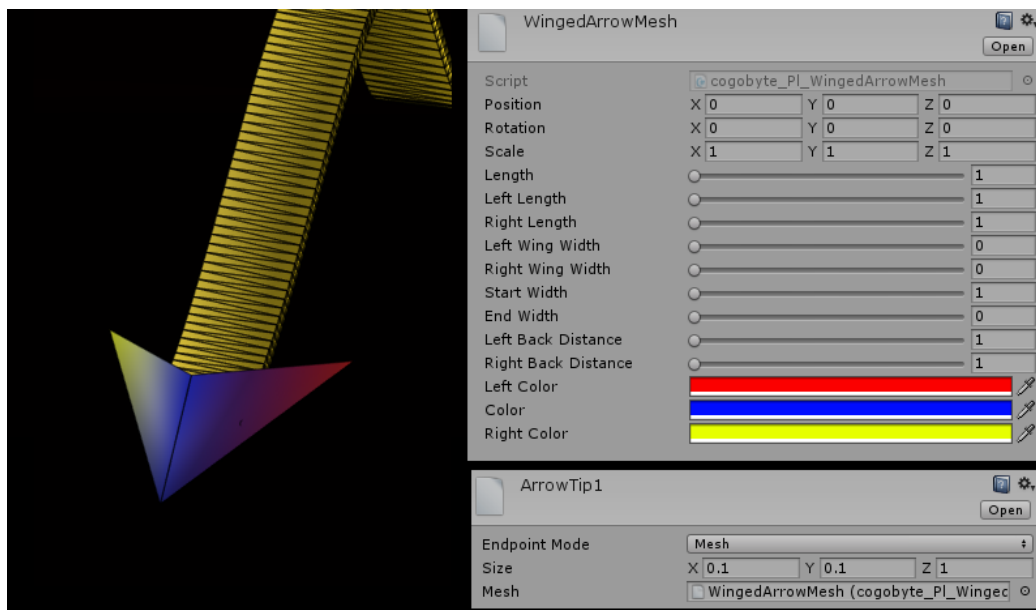 WingedArrowMesh
Open
Script cogobyte_Pl_WingedArrowMesh
Position X 0 Y 0 Z 0
Rotation X 0 Y 0 Z 0
Scale X 1 Y 1 Z 1
Length 1
Left Length 1
Right Length 1
Left Wing Width 0
Right Wing Width 0
Start Width 1
End Width 0
Left Back Distance 1
Right Back Distance 1
Left Color
Color
Right Color
ArrowTip1
Open
Endpoint Mode Mesh
Size X 0.1 Y 0.1 Z 1
Mesh WingedArrowMesh (cogobyte_Pl_Wingec